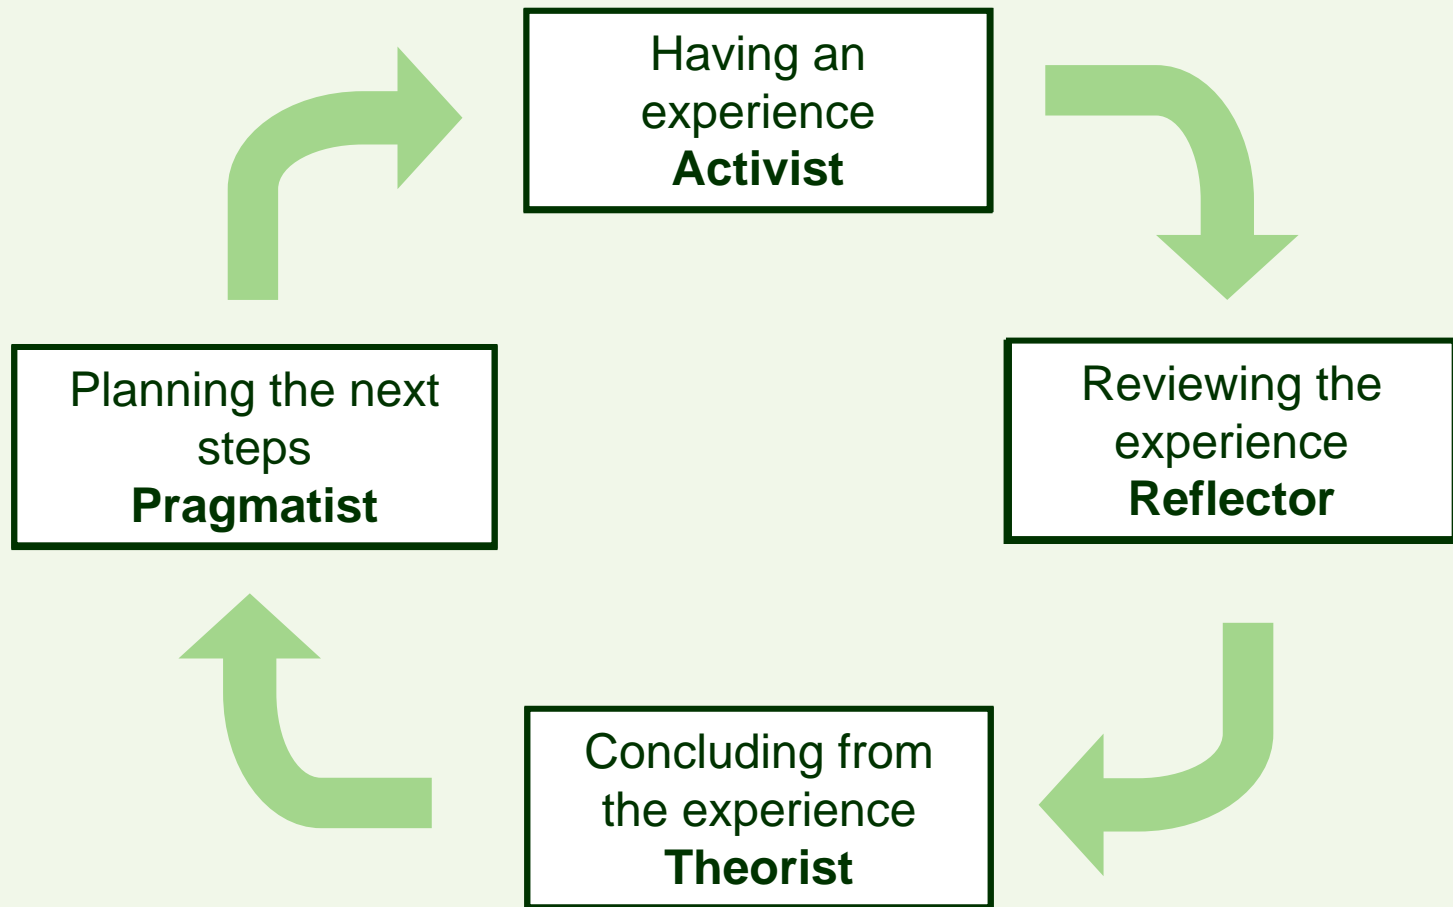 Having an
experience
Activist
Reviewing the
experience
Reflector
Concluding from
the experience
Theorist
Planning the next
steps
Pragmatist